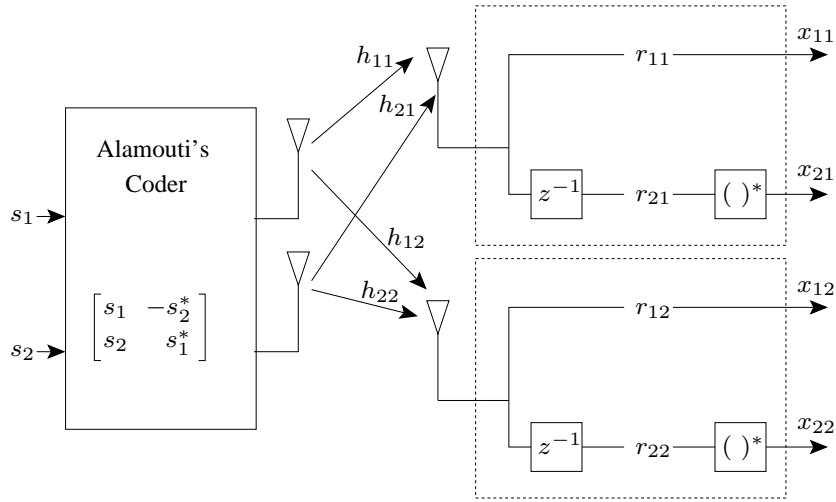 x₁₁
r₁₁
h₁₁
h₂₁
Alamouti's
Coder
z⁻¹
r₂₁
( )*
x₂₁
s₁
h₁₂
h₂₂
x₁₂
r₁₂
s₁ −s₂*
s₂ s₁*
s₂
z⁻¹
r₂₂
( )*
x₂₂